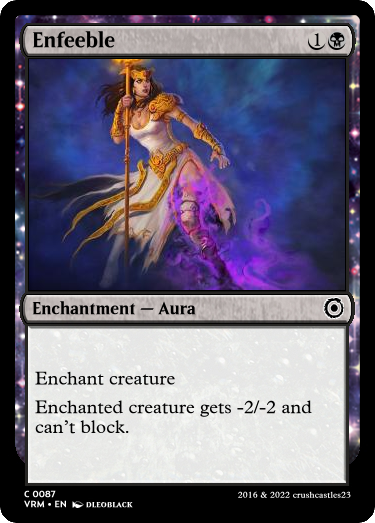 Enfeeble 1
Enchantment — Aura
Enchant creature
Enchanted creature gets -2/-2 and
can't block.
C 0087
VRM • EN DLEOBLACK
2016 & 2022 crushcastles23